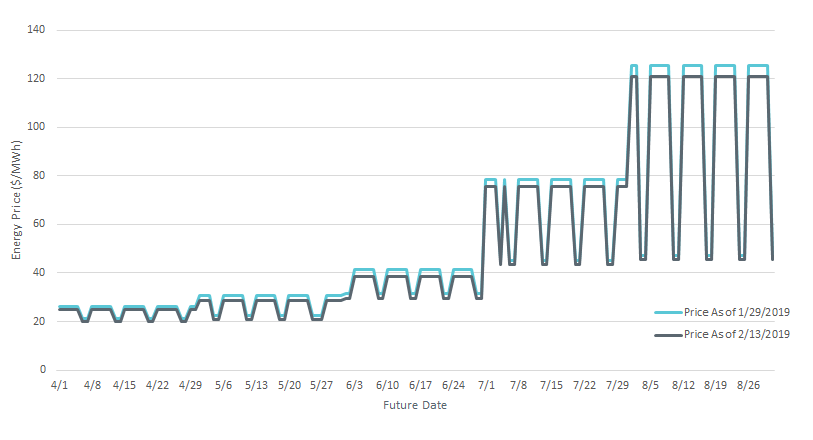 140
120
100
80
60
40
20
0
Energy Price ($/MWh)
4/1 4/8 4/15 4/22 4/29 5/6 5/13 5/20 5/27 6/3 6/10 6/17 6/24 7/1 7/8 7/15 7/22 7/29 8/5 8/12 8/19 8/26
Future Date
Price As of 1/29/2019
Price As of 2/13/2019